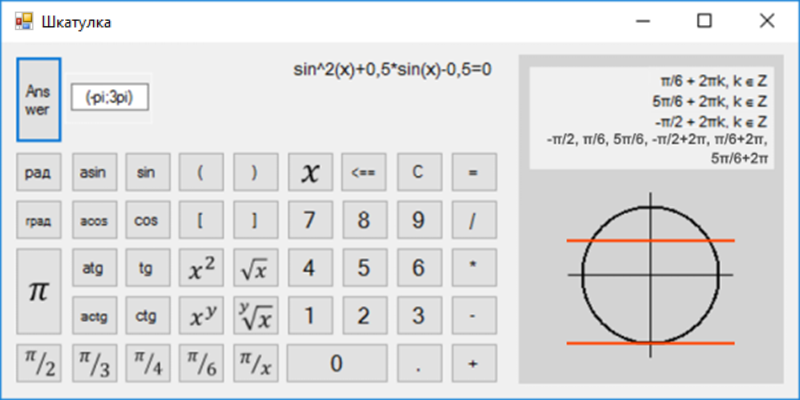 Шкатулка
sin^2(x)+0,5*sin(x)-0,5=0
Ans
wer
(-pi;3pi)
π/6 + 2πk, k ∈ Z
5π/6 + 2πk, k ∈ Z
-π/2 + 2πk, k ∈ Z
-π/2, π/6, 5π/6, -π/2+2π, π/6+2π,
5π/6+2π
рад asin sin ( ) x <== C =
град acos cos [ ] 7 8 9 /
π atg tg x² √x 4 5 6 *
actg ctg xʸ ʸ√x 1 2 3 -
π/2 π/3 π/4 π/6 π/x 0 . +